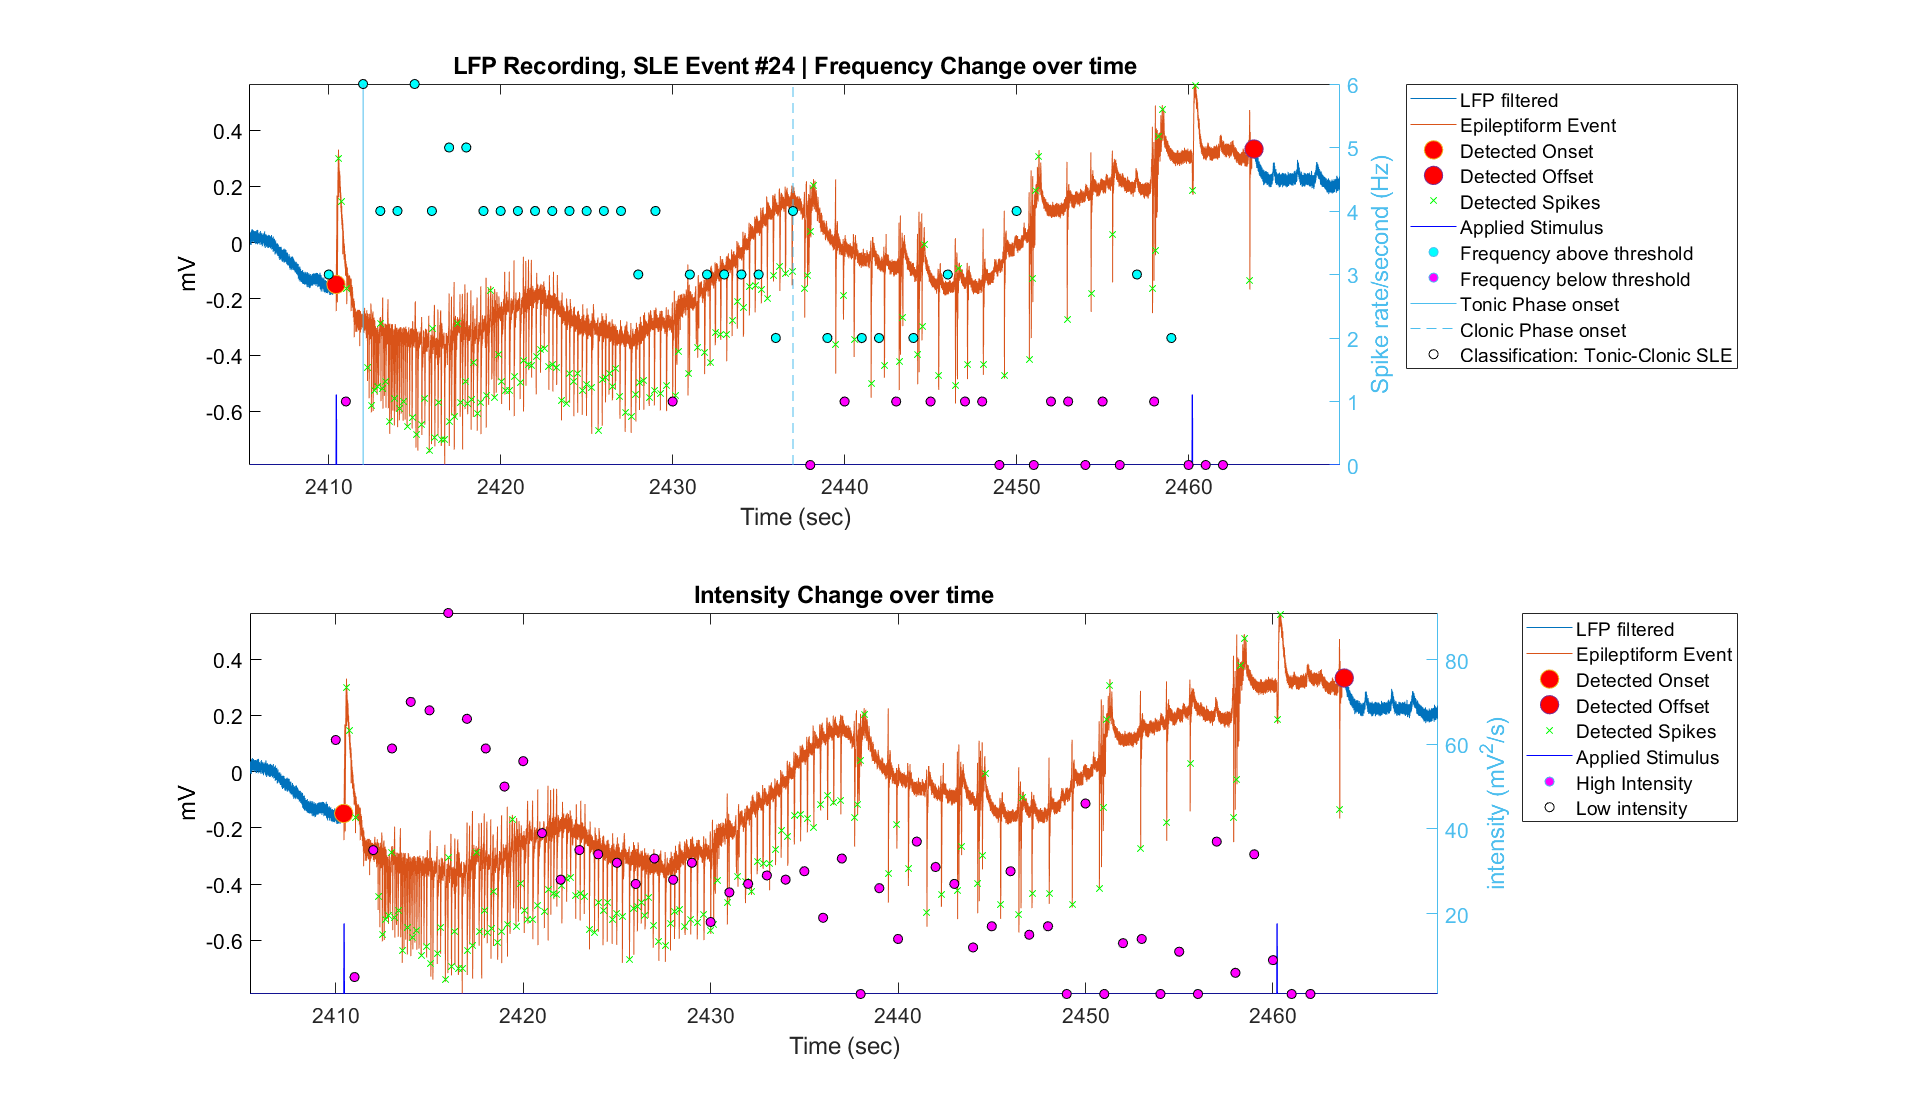 LFP Recording, SLE Event #24 | Frequency Change over time
0.4
0.2
0
-0.2
-0.4
-0.6
mV
6
5
4
3
2
1
0
Spike rate/second (Hz)
2410
2420
2430
2440
2450
2460
Time (sec)
LFP filtered
Epileptiform Event
Detected Onset
Detected Offset
Detected Spikes
Applied Stimulus
Frequency above threshold
Frequency below threshold
Tonic Phase onset
Clonic Phase onset
Classification: Tonic-Clonic SLE
Intensity Change over time
0.4
0.2
0
-0.2
-0.4
-0.6
mV
80
60
40
20
intensity (mV²/s)
2410
2420
2430
2440
2450
2460
Time (sec)
LFP filtered
Epileptiform Event
Detected Onset
Detected Offset
Detected Spikes
Applied Stimulus
High Intensity
Low intensity